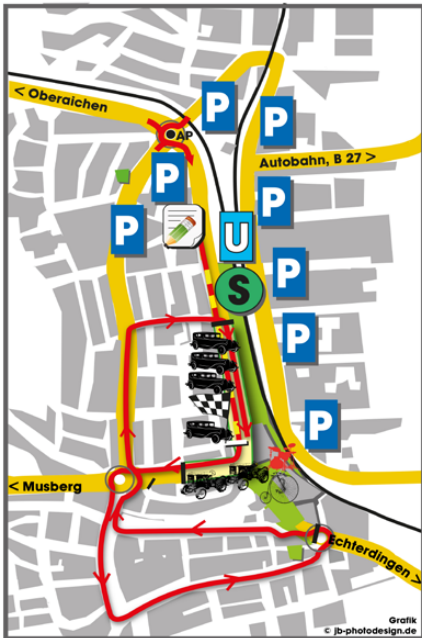 < Oberaichen
P
P
AP
Autobahn, B 27 >
P
P
P
U
P
S
P
P
< Musberg
Echterdingen >
Grafik
© jb-photodesign.de